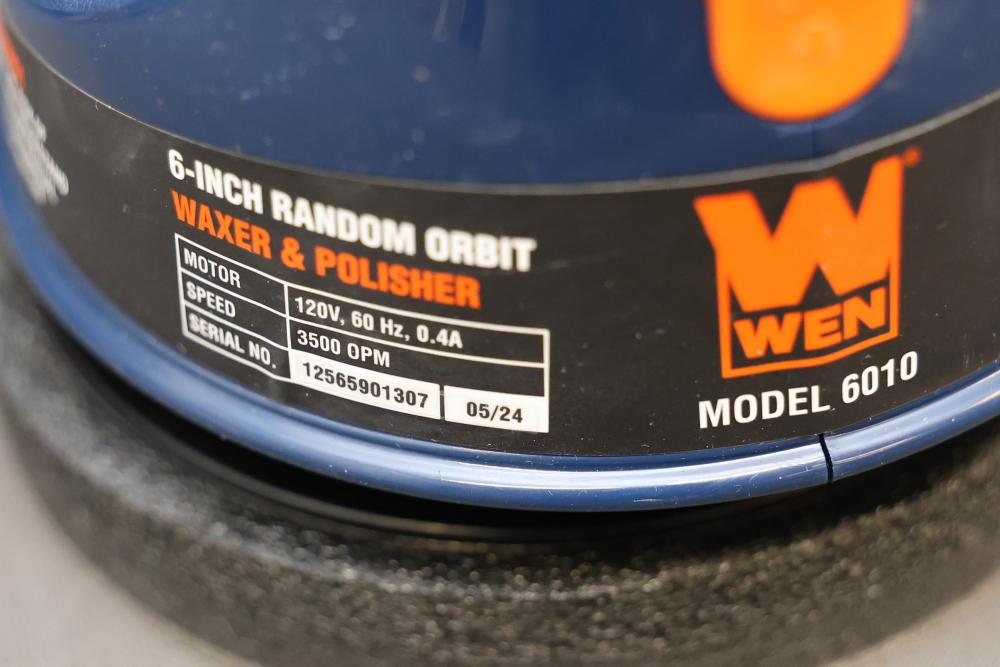 6-INCH RANDOM ORBIT
WAXER & POLISHER
MOTOR 120V, 60 Hz, 0.4A
SPEED 3500 OPM
SERIAL NO. 12565901307 05/24
W
WEN
MODEL 6010